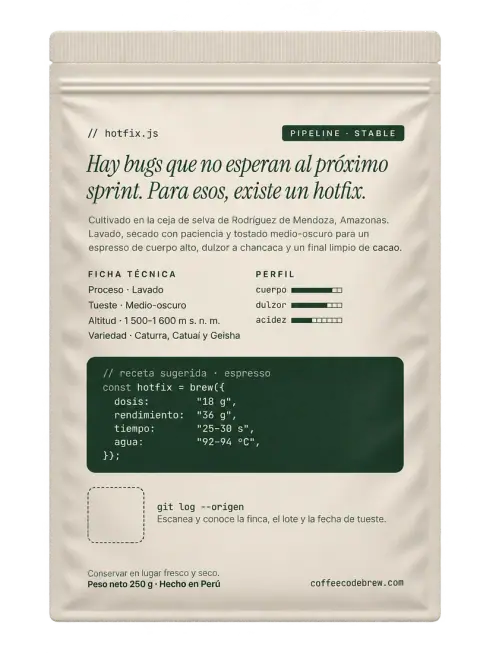 // hotfix.js
PIPELINE · STABLE
Hay bugs que no esperan al próximo
sprint. Para esos, existe un hotfix.
Cultivado en la ceja de selva de Rodríguez de Mendoza, Amazonas.
Lavado, secado con paciencia y tostado medio-oscuro para un
espresso de cuerpo alto, dulzor a chancaca y un final limpio de cacao.
FICHA TÉCNICA
Proceso · Lavado
Tueste · Medio-oscuro
Altitud · 1 500–1 600 m s. n. m.
Variedad · Caturra, Catuaí y Geisha
PERFIL
cuerpo
dulzor
acidez
// receta sugerida · espresso
const hotfix = brew({
  dosis:       "18 g",
  rendimiento: "36 g",
  tiempo:      "25–30 s",
  agua:        "92–94 °C",
});
git log --origen
Escanea y conoce la finca, el lote y la fecha de tueste.
Conservar en lugar fresco y seco.
Peso neto 250 g · Hecho en Perú
coffeecodebrew.com